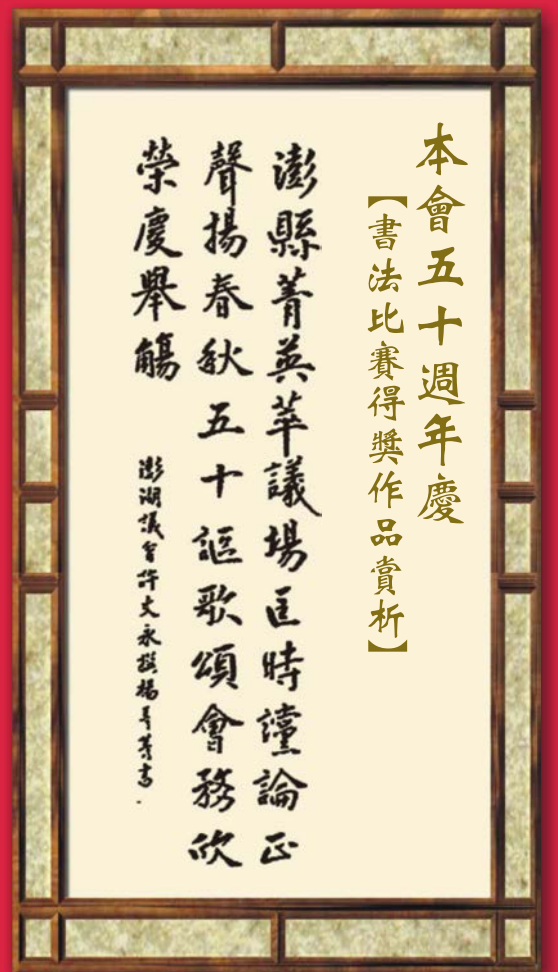 本會五十週年慶
【書法比賽得獎作品賞析】
澎縣菁英萃議場匡時讜論正
聲揚春秋五十謳歌頌會務欣
榮慶舉觴
澎湖議會許文永撰楊書